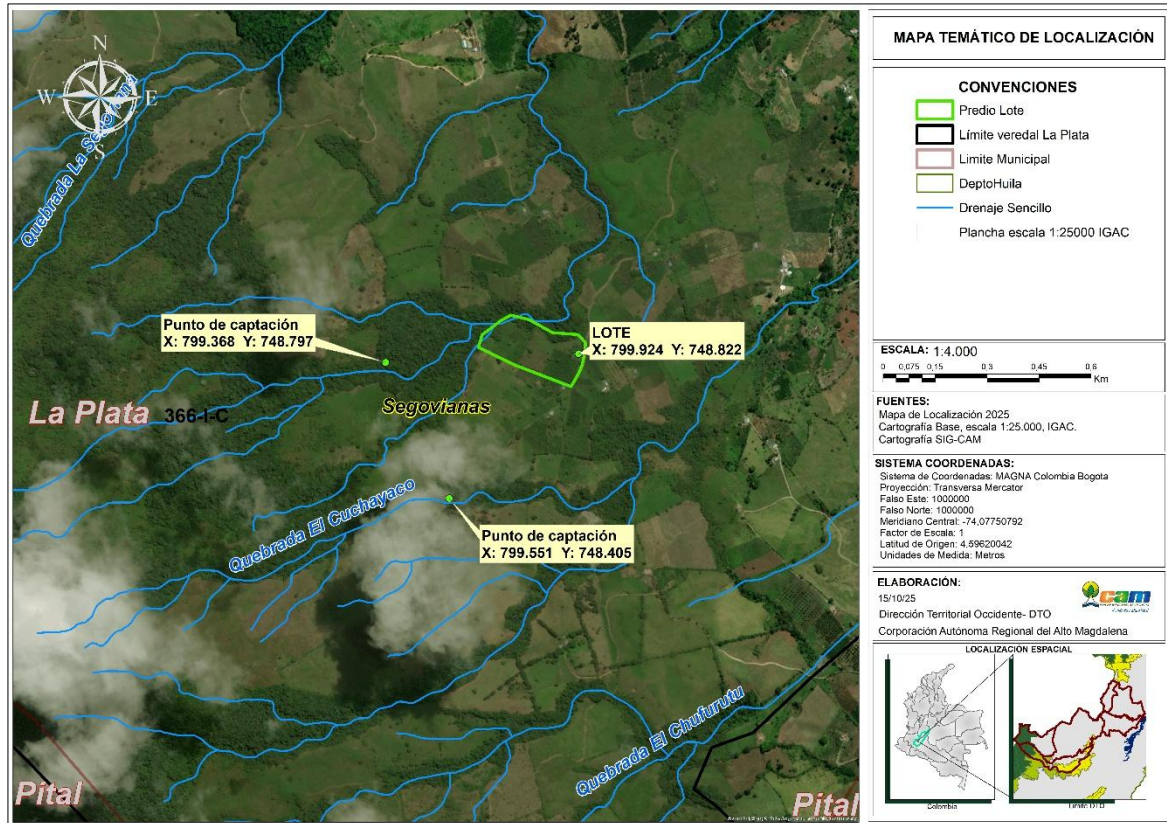 N
W
E
S
Quebrada La Segoviana
Punto de captación
X: 799.368 Y: 748.797
LOTE
X: 799.924 Y: 748.822
La Plata
366-I-C
Segovianas
Quebrada El Cuchayaco
Punto de captación
X: 799.551 Y: 748.405
Quebrada El Chufurutu
Pital
Pital
MAPA TEMÁTICO DE LOCALIZACIÓN
CONVENCIONES
Predio Lote
Límite veredal La Plata
Limite Municipal
DeptoHuila
Drenaje Sencillo
Plancha escala 1:25000 IGAC
ESCALA: 1:4.000
0 0,075 0,15 0,3 0,45 0,6
Km
FUENTES:
Mapa de Localización 2025
Cartografía Base, escala 1:25.000, IGAC.
Cartografía SIG-CAM
SISTEMA COORDENADAS:
Sistema de Coordenadas: MAGNA Colombia Bogota
Proyección: Transversa Mercator
Falso Este: 1000000
Falso Norte: 1000000
Meridiano Central: -74,07750792
Factor de Escala: 1
Latitud de Origen: 4,59620042
Unidades de Medida: Metros
ELABORACIÓN:
15/10/25
Dirección Territorial Occidente- DTO
Corporación Autónoma Regional del Alto Magdalena
cam
LOCALIZACIÓN ESPACIAL
Colombia
Límite DTO